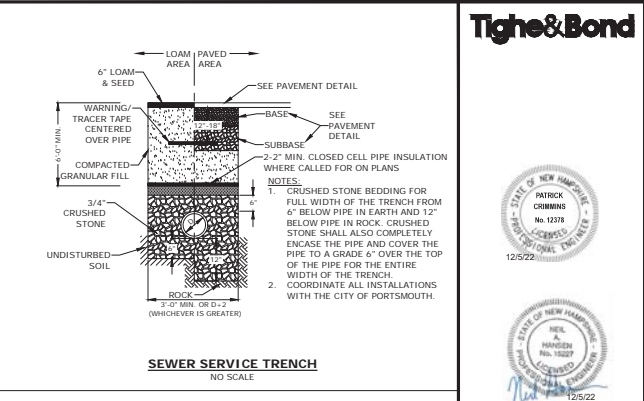 Tighe&Bond
LOAM AREA
PAVED AREA
6" LOAM
& SEED
WARNING/
TRACER TAPE
CENTERED
OVER PIPE
6'-0" MIN.
COMPACTED
GRANULAR FILL
3/4"
CRUSHED
STONE
UNDISTURBED
SOIL
SEE PAVEMENT DETAIL
BASE
12"-18"
SUBBASE
SEE
PAVEMENT
DETAIL
2-2" MIN. CLOSED CELL PIPE INSULATION
WHERE CALLED FOR ON PLANS
6"
D
6"
12"
ROCK
3'-0" MIN. OR D+2
(WHICHEVER IS GREATER)
NOTES:
1. CRUSHED STONE BEDDING FOR
FULL WIDTH OF THE TRENCH FROM
6" BELOW PIPE IN EARTH AND 12"
BELOW PIPE IN ROCK. CRUSHED
STONE SHALL ALSO COMPLETELY
ENCASE THE PIPE AND COVER THE
PIPE TO A GRADE 6" OVER THE TOP
OF THE PIPE FOR THE ENTIRE
WIDTH OF THE TRENCH.
2. COORDINATE ALL INSTALLATIONS
WITH THE CITY OF PORTSMOUTH.
SEWER SERVICE TRENCH
NO SCALE
STATE OF NEW HAMPSHIRE
PATRICK
CRIMMINS
No. 12378
LICENSED
PROFESSIONAL ENGINEER
12/5/22
STATE OF NEW HAMPSHIRE
NEIL
A.
HANSEN
No. 15227
LICENSED
PROFESSIONAL ENGINEER
12/5/22